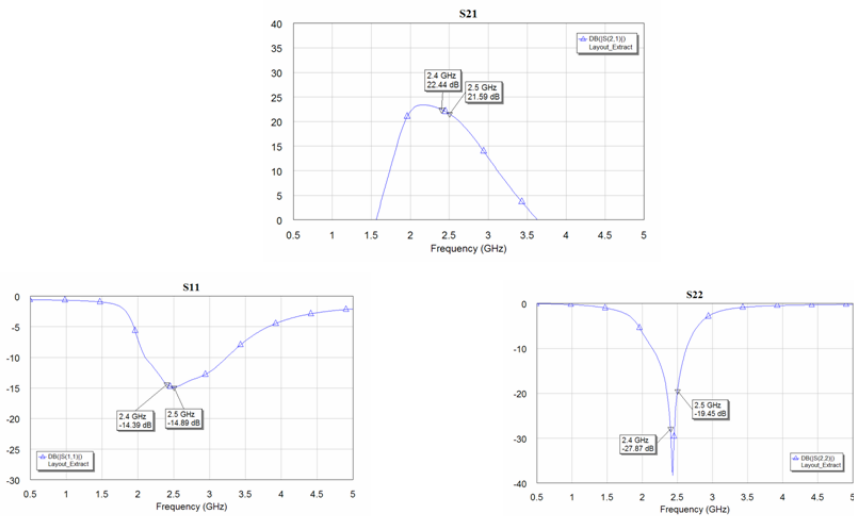 S21
40
35
30
25
20
15
10
5
0
DB(|S(2,1)|)
Layout_Extract
2.4 GHz
22.44 dB
2.5 GHz
21.59 dB
0.5 1 1.5 2 2.5 3 3.5 4 4.5 5
Frequency (GHz)
S11
0
-5
-10
-15
-20
-25
-30
2.4 GHz
-14.39 dB
2.5 GHz
-14.89 dB
DB(|S(1,1)|)
Layout_Extract
0.5 1 1.5 2 2.5 3 3.5 4 4.5 5
Frequency (GHz)
S22
0
-10
-20
-30
-40
2.5 GHz
-19.45 dB
2.4 GHz
-27.87 dB
DB(|S(2,2)|)
Layout_Extract
0.5 1 1.5 2 2.5 3 3.5 4 4.5 5
Frequency (GHz)